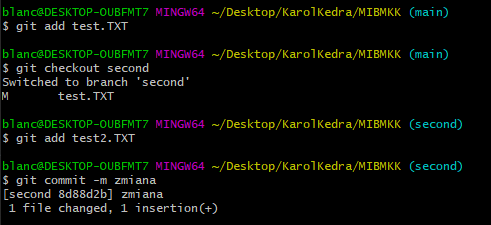 blanc@DESKTOP-OUBFMT7 MINGW64 ~/Desktop/KarolKedra/MIBMKK (main)
$ git add test.TXT
blanc@DESKTOP-OUBFMT7 MINGW64 ~/Desktop/KarolKedra/MIBMKK (main)
$ git checkout second
Switched to branch 'second'
M       test.TXT
blanc@DESKTOP-OUBFMT7 MINGW64 ~/Desktop/KarolKedra/MIBMKK (second)
$ git add test2.TXT
blanc@DESKTOP-OUBFMT7 MINGW64 ~/Desktop/KarolKedra/MIBMKK (second)
$ git commit -m zmiana
[second 8d88d2b] zmiana
 1 file changed, 1 insertion(+)